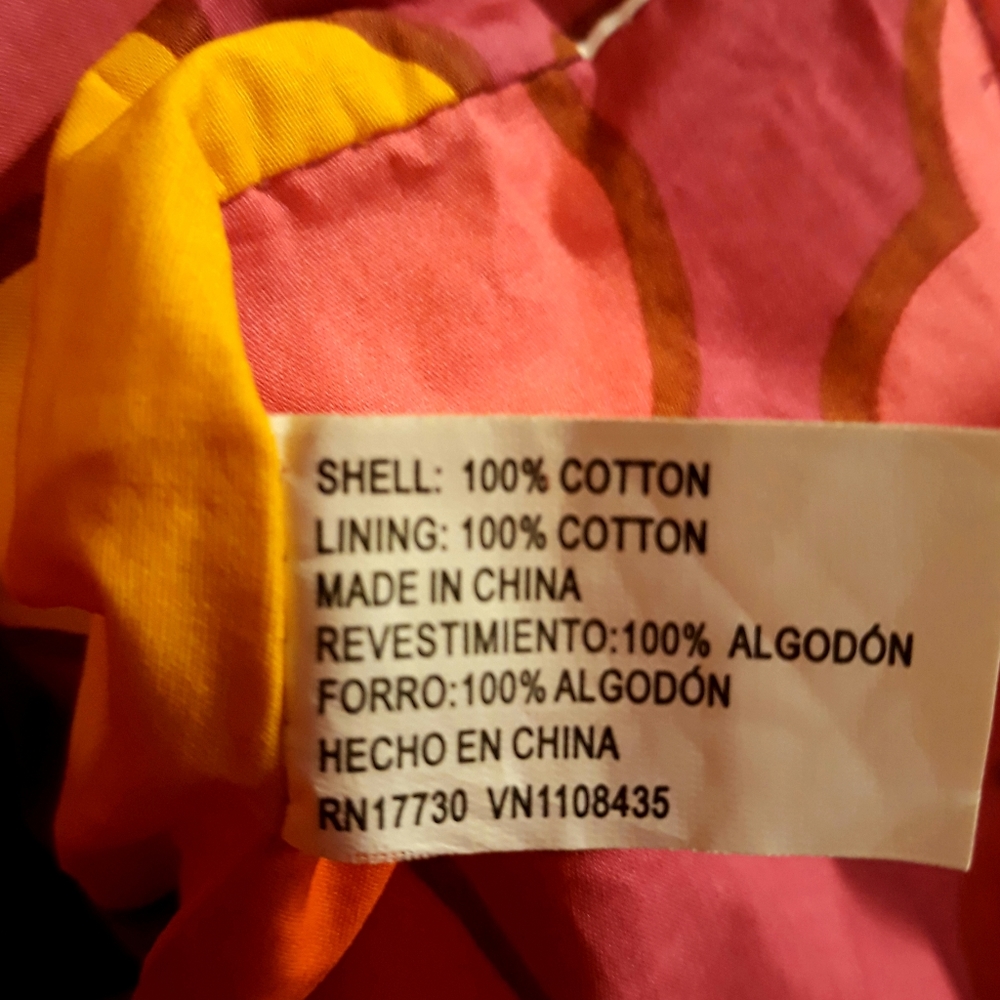 SHELL: 100% COTTON
LINING: 100% COTTON
MADE IN CHINA
REVESTIMIENTO:100% ALGODÓN
FORRO:100% ALGODÓN
HECHO EN CHINA
RN17730 VN1108435